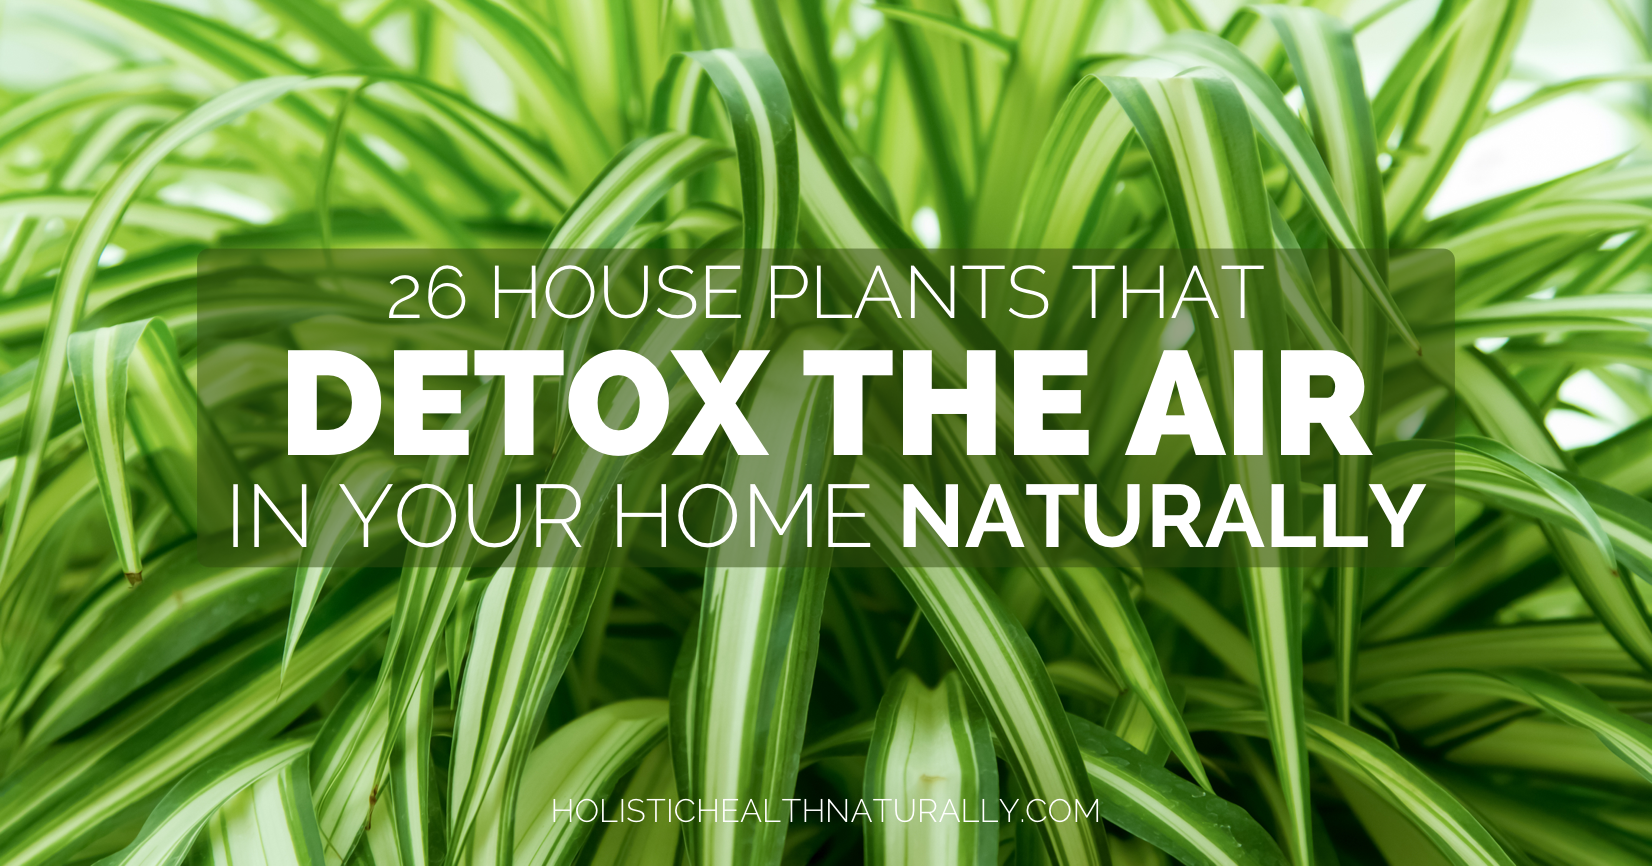 26 HOUSE PLANTS THAT
DETOX THE AIR
IN YOUR HOME NATURALLY
HOLISTICHEALTHNATURALLY.COM